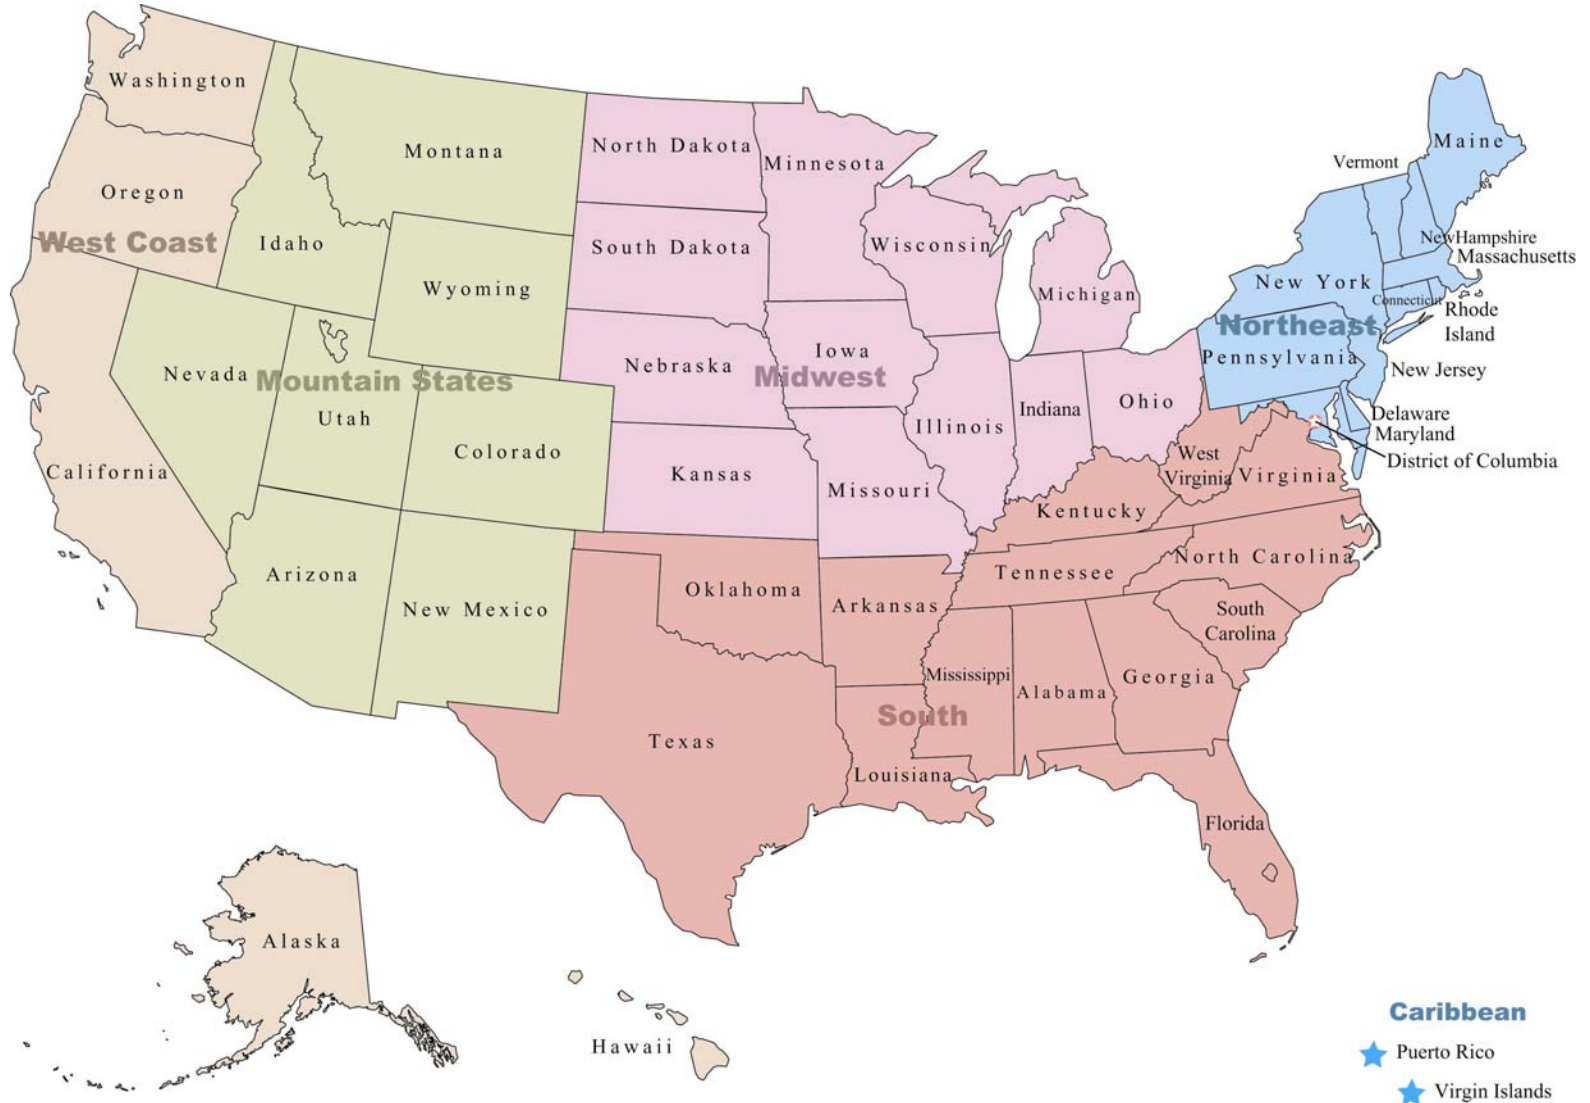 Washington
Montana
North Dakota
Minnesota
Maine
Vermont
Oregon
West Coast
Idaho
South Dakota
Wisconsin
NewHampshire
Massachusetts
Wyoming
Michigan
New York
Connecticut
Rhode
Island
Northeast
Nevada
Mountain States
Nebraska
Iowa
Midwest
Pennsylvania
New Jersey
Utah
Illinois
Indiana
Ohio
Delaware
Maryland
District of Columbia
California
Colorado
Kansas
Missouri
West
Virginia
Virginia
Kentucky
Arizona
New Mexico
Oklahoma
Arkansas
Tennessee
North Carolina
South
Carolina
Mississippi
Alabama
Georgia
South
Texas
Louisiana
Florida
Alaska
Hawaii
Caribbean
Puerto Rico
Virgin Islands